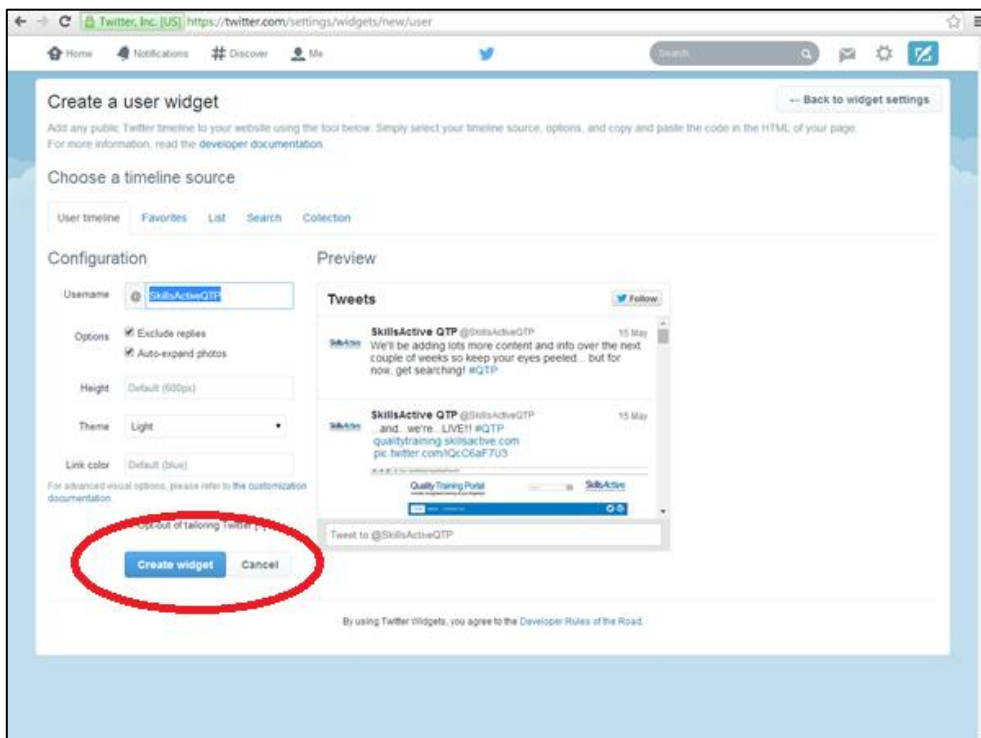 Twitter, Inc. [US] https://twitter.com/settings/widgets/new/user
Home Notifications Discover Me Search
Create a user widget
← Back to widget settings
Add any public Twitter timeline to your website using the tool below. Simply select your timeline source, options, and copy and paste the code in the HTML of your page.
For more information, read the developer documentation.
Choose a timeline source
User timeline Favorites List Search Collection
Configuration
Username @ SkillsActiveQTP
Options Exclude replies
Auto-expand photos
Height Default (600px)
Theme Light
Link color Default (blue)
For advanced visual options, please refer to the customization
documentation.
Opt-out of tailoring Twitter [?]
Create widget Cancel
Preview
Tweets Follow
SkillsActive
SkillsActive QTP @SkillsActiveQTP 15 May
We'll be adding lots more content and info over the next
couple of weeks so keep your eyes peeled... but for
now, get searching! #QTP
SkillsActive
SkillsActive QTP @SkillsActiveQTP 15 May
...and...we're...LIVE!! #QTP
qualitytraining.skillsactive.com
pic.twitter.com/IQcC6aF7U3
Quality Training Portal SkillsActive
Tweet to @SkillsActiveQTP
By using Twitter Widgets, you agree to the Developer Rules of the Road.